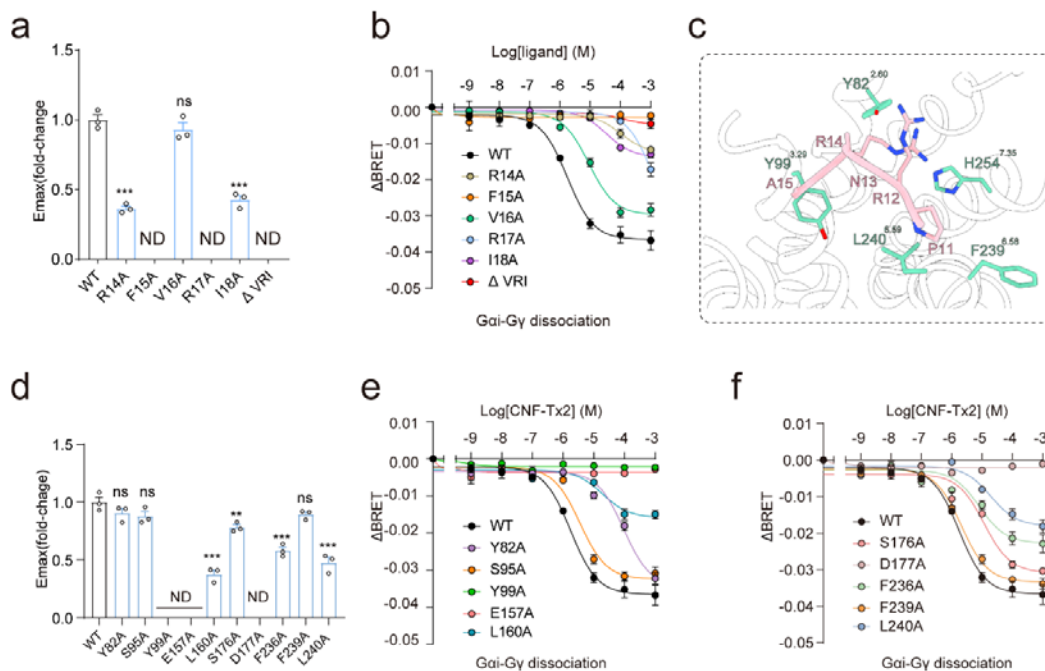 a
Emax(fold-change)
1.5
1.0
0.5
0.0
***
ND
ns
ND
***
ND
WT
R14A
F15A
V16A
R17A
I18A
Δ VRI
b
Log[ligand] (M)
-9 -8 -7 -6 -5 -4 -3
ΔBRET
0.01
-0.00
-0.01
-0.02
-0.03
-0.04
-0.05
WT
R14A
F15A
V16A
R17A
I18A
Δ VRI
Gαi-Gγ dissociation
c
Y82 2.60
R14
Y99 3.29
A15
N13
R12
H254 7.35
L240 6.59
P11
F239 6.58
d
Emax(fold-chage)
1.5
1.0
0.5
0.0
ns
ns
ND
***
**
ND
***
ns
***
WT
Y82A
S95A
Y99A
E157A
L160A
S176A
D177A
F236A
F239A
L240A
e
Log[CNF-Tx2] (M)
-9 -8 -7 -6 -5 -4 -3
ΔBRET
0.01
-0.00
-0.01
-0.02
-0.03
-0.04
-0.05
WT
Y82A
S95A
Y99A
E157A
L160A
Gαi-Gγ dissociation
f
Log[CNF-Tx2] (M)
-9 -8 -7 -6 -5 -4 -3
ΔBRET
0.01
-0.00
-0.01
-0.02
-0.03
-0.04
-0.05
WT
S176A
D177A
F236A
F239A
L240A
Gαi-Gγ dissociation